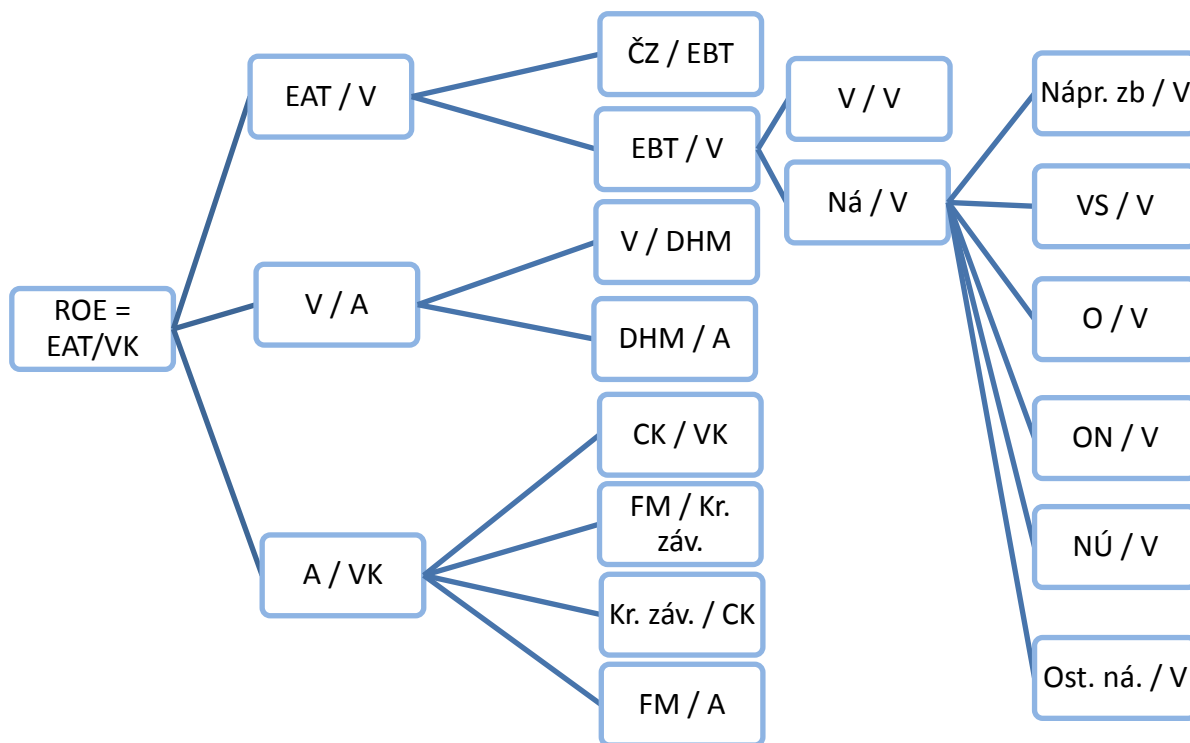 ROE =
EAT/VK
EAT / V
V / A
A / VK
ČZ / EBT
EBT / V
V / DHM
DHM / A
CK / VK
FM / Kr.
záv.
Kr. záv. / CK
FM / A
V / V
Ná / V
Nápr. zb / V
VS / V
O / V
ON / V
NÚ / V
Ost. ná. / V